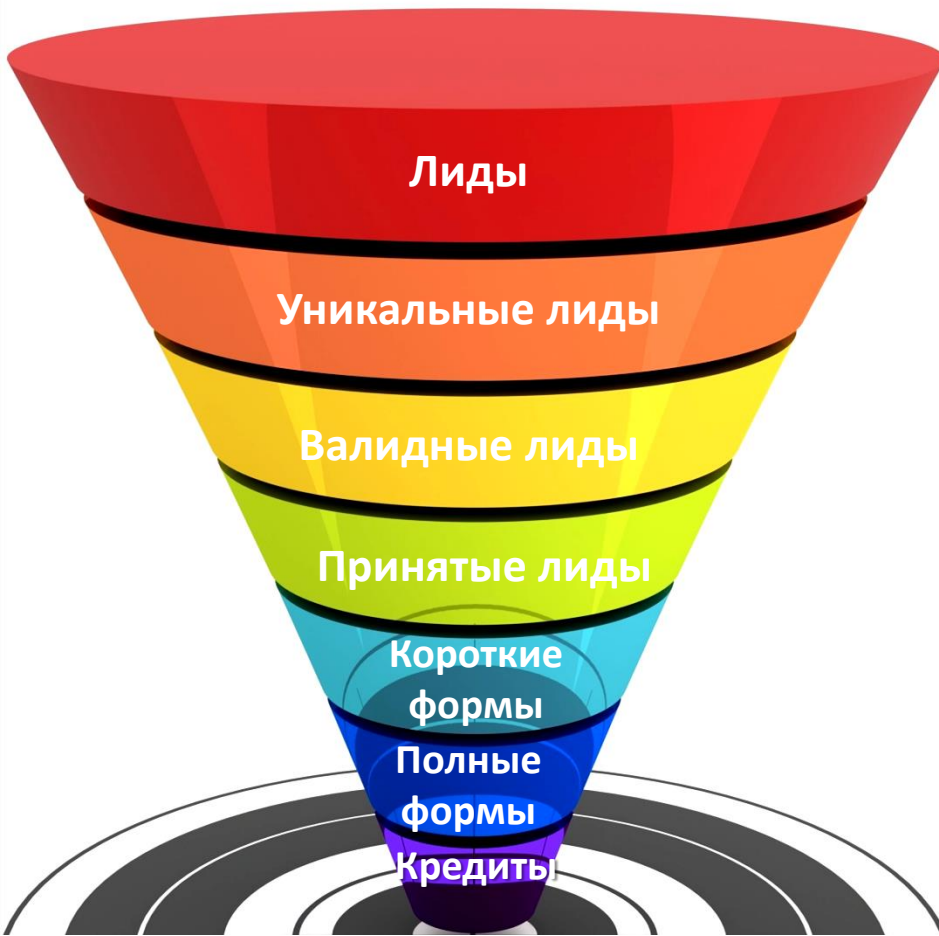 Лиды
Уникальные лиды
Валидные лиды
Принятые лиды
Короткие
формы
Полные
формы
Кредиты